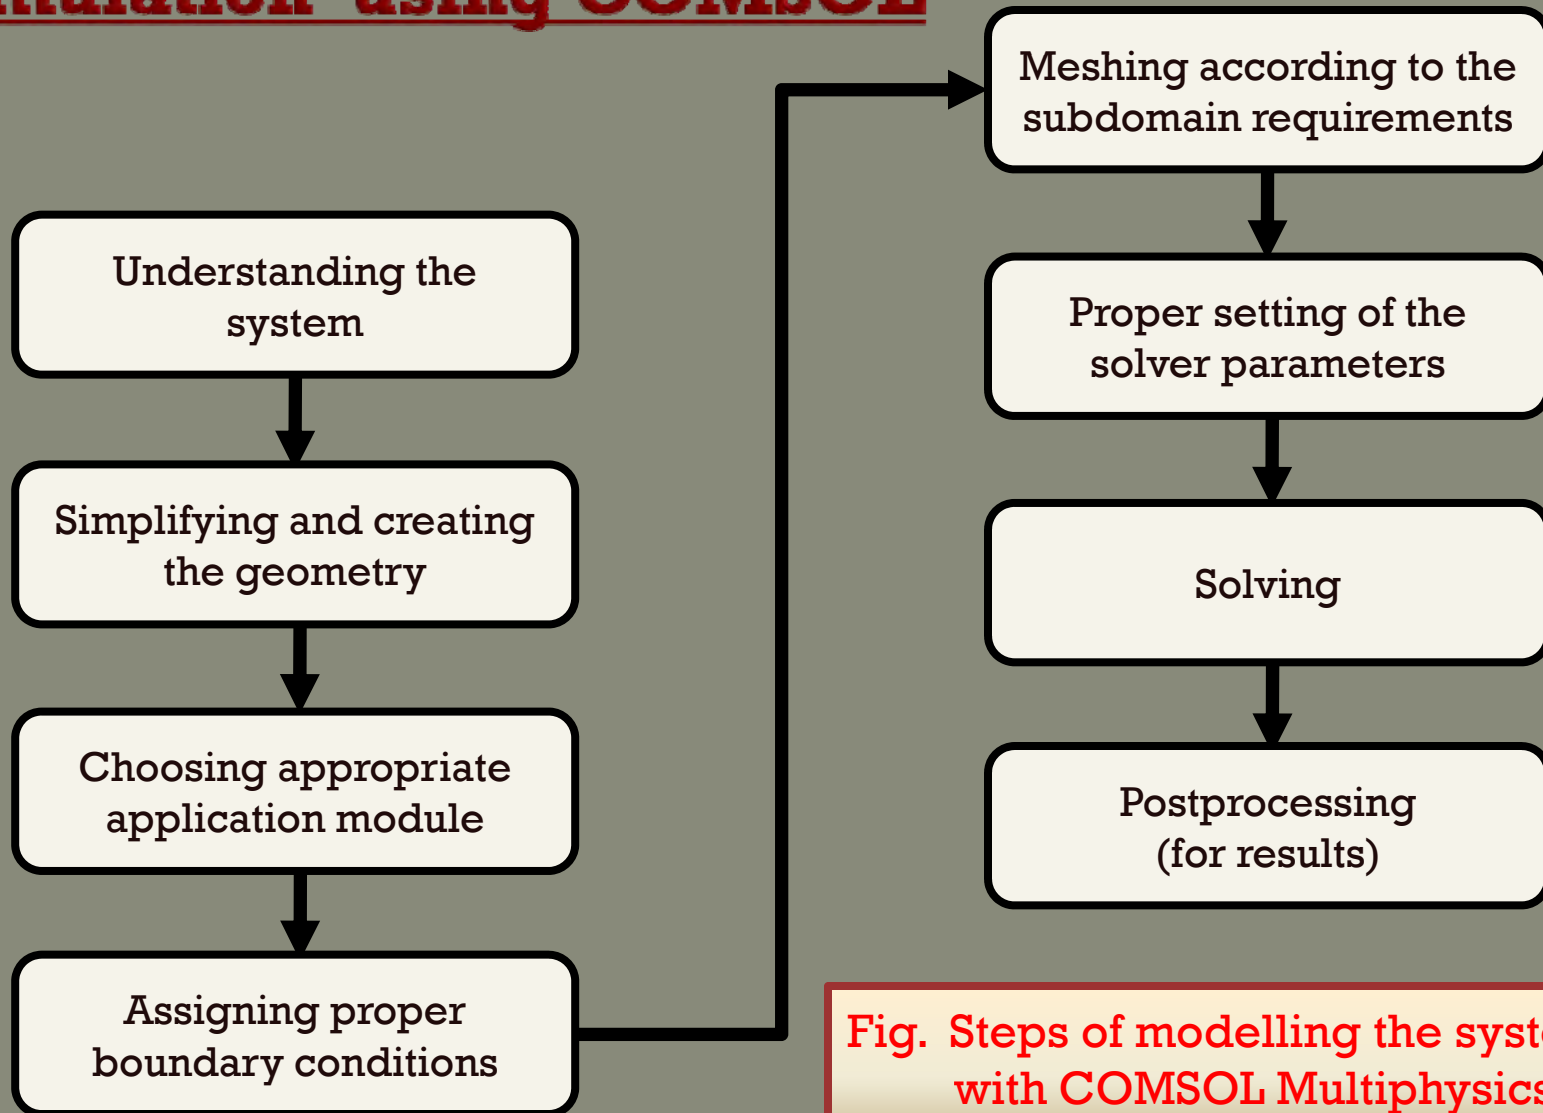 using COMSOL
Understanding the
system
Simplifying and creating
the geometry
Choosing appropriate
application module
Assigning proper
boundary conditions
Meshing according to the
subdomain requirements
Proper setting of the
solver parameters
Solving
Postprocessing
(for results)
Fig. Steps of modelling the
with COMSOL Multiphysics